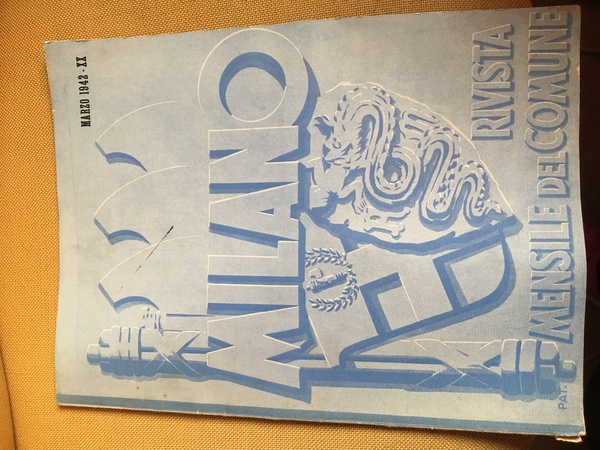 MARZO 1942 - XX
MILANO
RIVISTA
MENSILE DEL COMUNE
PAT.